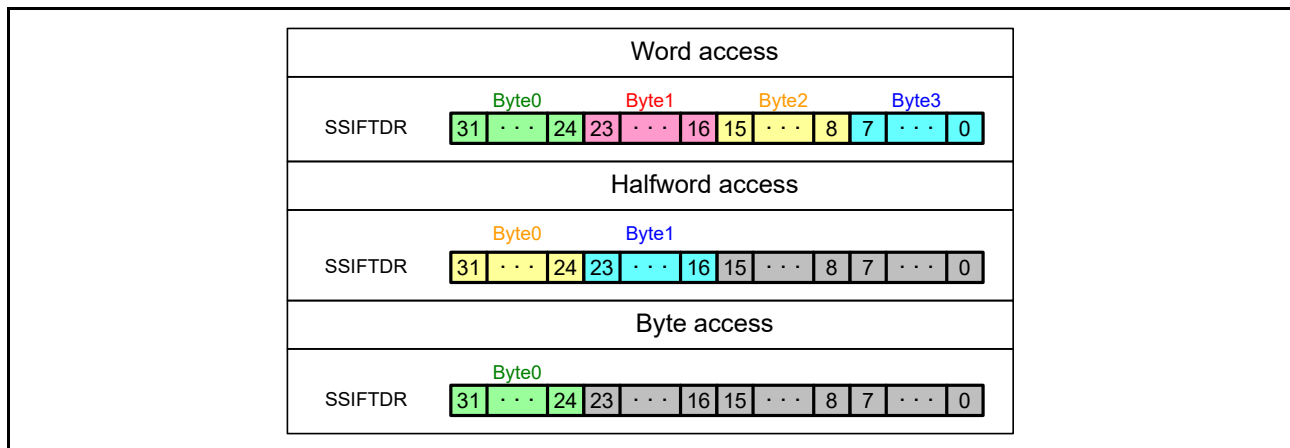 Word access
Byte0 Byte1 Byte2 Byte3
SSIFTDR 31 ··· 24 23 ··· 16 15 ··· 8 7 ··· 0
Halfword access
Byte0 Byte1
SSIFTDR 31 ··· 24 23 ··· 16 15 ··· 8 7 ··· 0
Byte access
Byte0
SSIFTDR 31 ··· 24 23 ··· 16 15 ··· 8 7 ··· 0